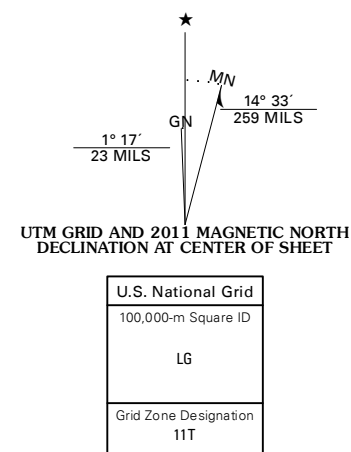 ★
MN
GN
14° 33´
259 MILS
1° 17´
23 MILS
UTM GRID AND 2011 MAGNETIC NORTH
DECLINATION AT CENTER OF SHEET
U.S. National Grid
100,000-m Square ID
LG
Grid Zone Designation
11T